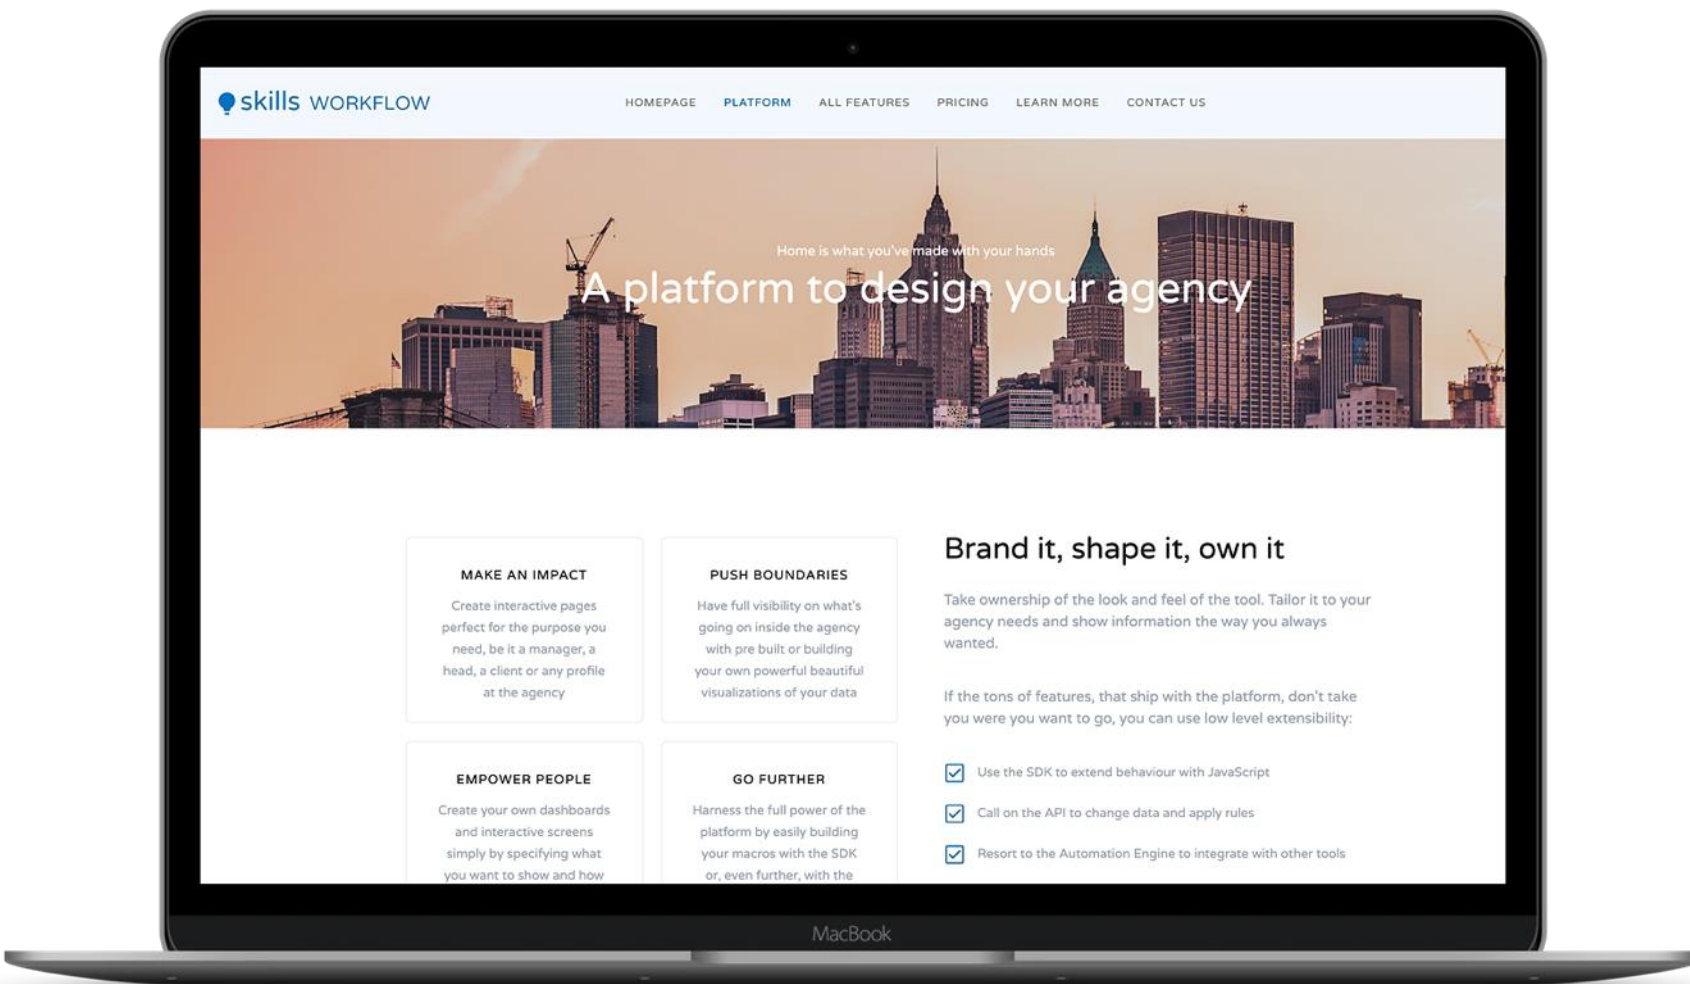 skills WORKFLOW
HOMEPAGE PLATFORM ALL FEATURES PRICING LEARN MORE CONTACT US
Home is what you've made with your hands
A platform to design your agency
MAKE AN IMPACT
Create interactive pages
perfect for the purpose you
need, be it a manager, a
head, a client or any profile
at the agency
PUSH BOUNDARIES
Have full visibility on what's
going on inside the agency
with pre built or building
your own powerful beautiful
visualizations of your data
EMPOWER PEOPLE
Create your own dashboards
and interactive screens
simply by specifying what
you want to show and how
GO FURTHER
Harness the full power of the
platform by easily building
your macros with the SDK
or, even further, with the
Brand it, shape it, own it
Take ownership of the look and feel of the tool. Tailor it to your
agency needs and show information the way you always
wanted.
If the tons of features, that ship with the platform, don't take
you were you want to go, you can use low level extensibility:
Use the SDK to extend behaviour with JavaScript
Call on the API to change data and apply rules
Resort to the Automation Engine to integrate with other tools
MacBook